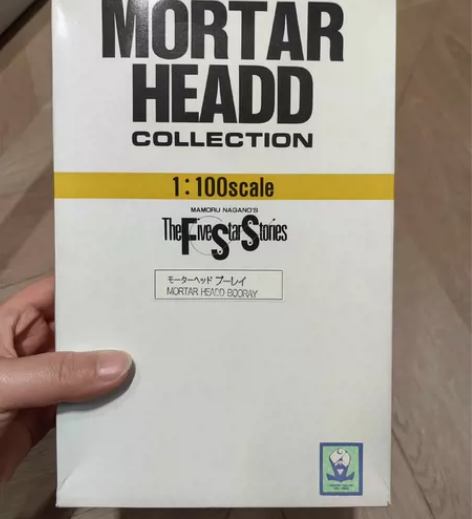 MORTAR
HEADD
COLLECTION
1:100scale
MAMORU NAGANO'S
The Five Star Stories
モーターヘッド ブーレイ
MORTAR HEADD BOORAY